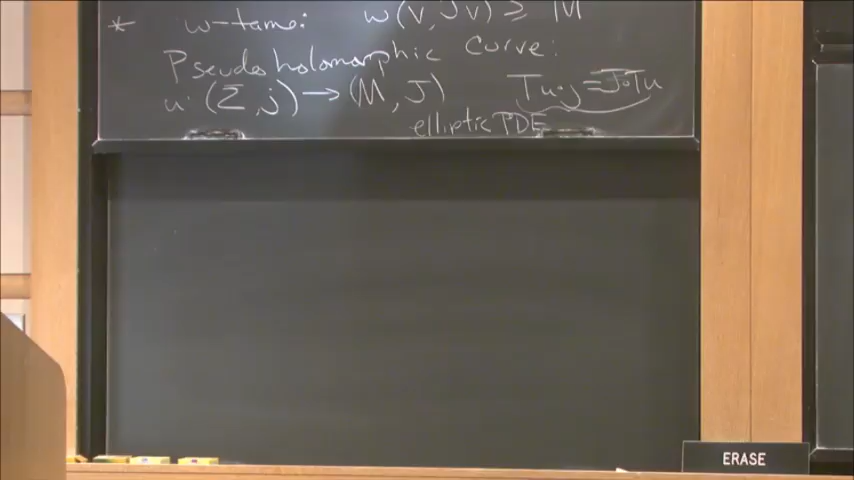 * ω-tame: ω(v, Jv) ≥ M
Pseudoholomorphic curve:
u: (Σ, j) → (M, J) Tu∘j = J∘Tu
elliptic PDE
ERASE